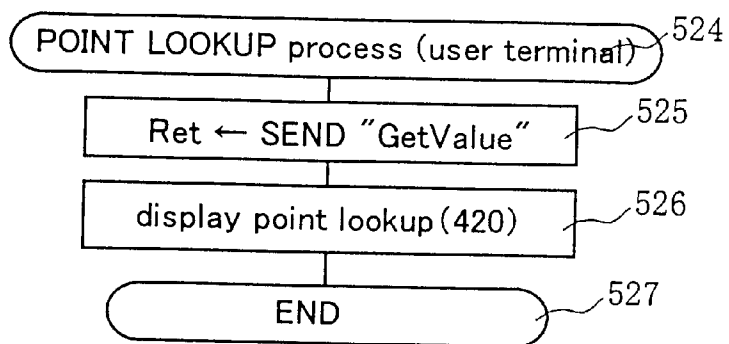 POINT LOOKUP process (user terminal)
524
Ret ← SEND "GetValue"
525
display point lookup(420)
526
END
527